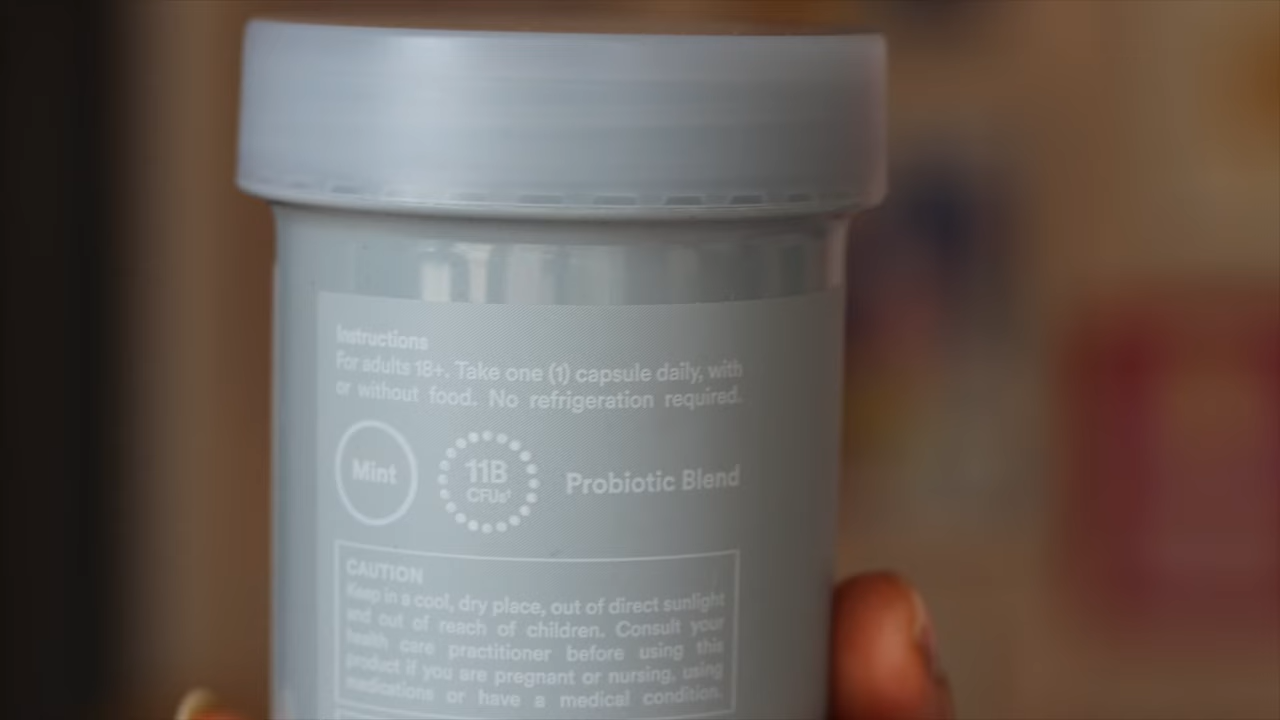 Instructions
For adults 18+. Take one (1) capsule daily, with
or without food. No refrigeration required.
Mint
11B
CFUs†
Probiotic Blend
CAUTION
Keep in a cool, dry place, out of direct sunlight
and out of reach of children. Consult your
health care practitioner before using this
product if you are pregnant or nursing, using
medications or have a medical condition.